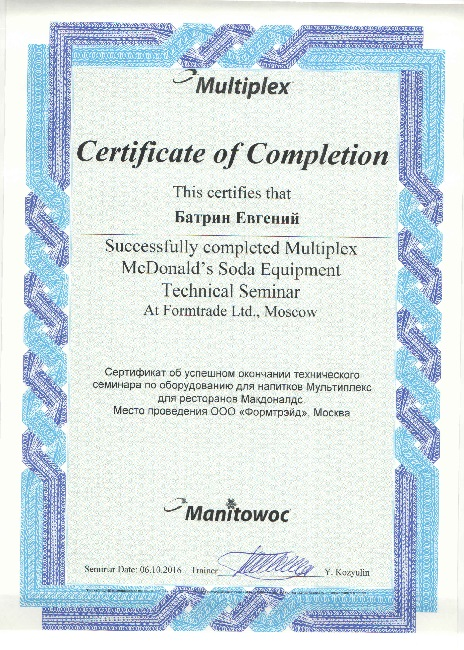 Multiplex
Certificate of Completion
This certifies that
Батрин Евгений
Successfully completed Multiplex
McDonald's Soda Equipment
Technical Seminar
At Formtrade Ltd., Moscow
Сертификат об успешном окончании технического
семинара по оборудованию для напитков Мультиплекс
для ресторанов Макдоналдс.
Место проведения ООО «Формтрэйд», Москва
Manitowoc
Seminar Date: 06.10.2016 Trainer Y. Kozyulin